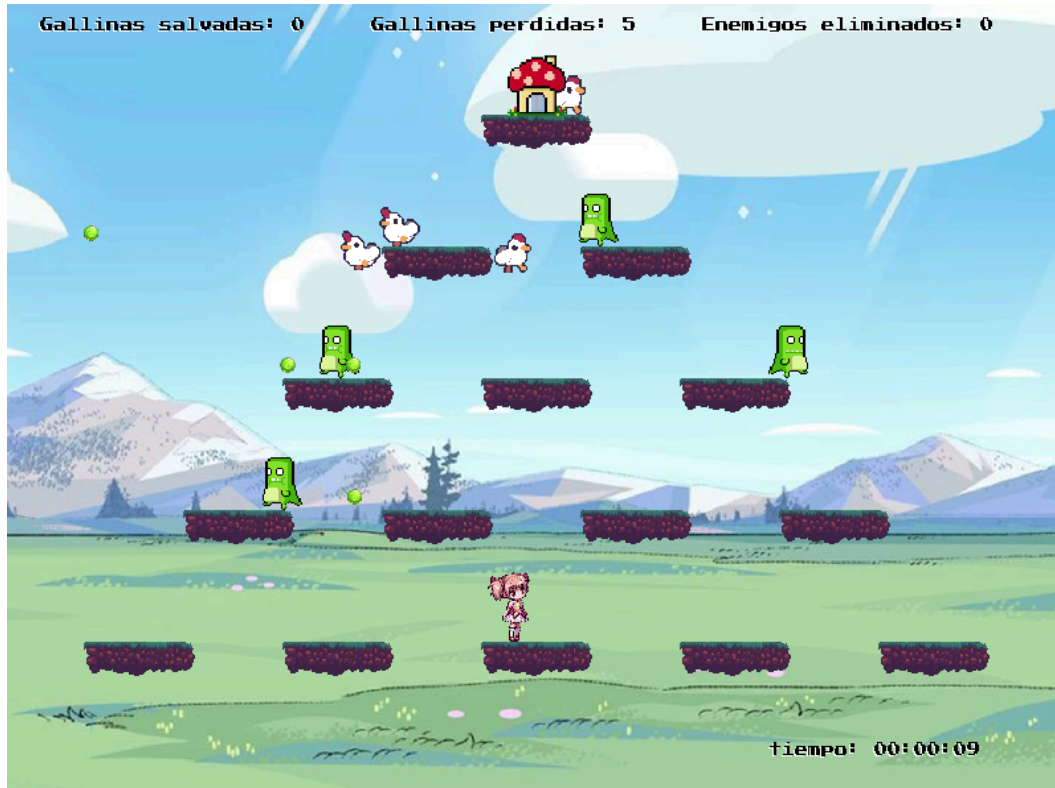 Gallinas salvadas: 0
Gallinas perdidas: 5
Enemigos eliminados: 0
tiempo: 00:00:09